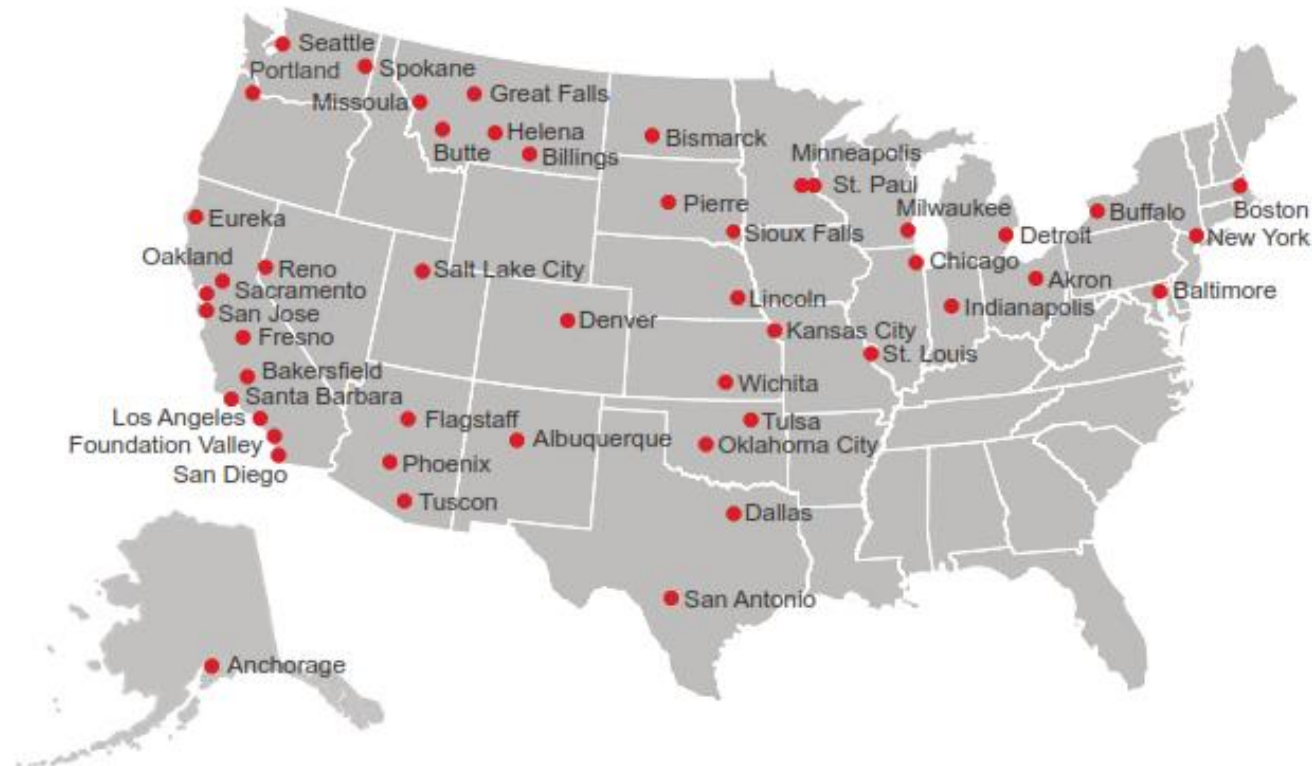 Seattle
Portland
Spokane
Missoula
Great Falls
Butte
Helena
Billings
Bismarck
Minneapolis
St. Paul
Pierre
Sioux Falls
Milwaukee
Detroit
Buffalo
Boston
New York
Eureka
Oakland
Reno
Sacramento
San Jose
Fresno
Salt Lake City
Denver
Lincoln
Chicago
Akron
Indianapolis
Baltimore
Kansas City
St. Louis
Bakersfield
Santa Barbara
Los Angeles
Foundation Valley
San Diego
Wichita
Flagstaff
Albuquerque
Tulsa
Oklahoma City
Phoenix
Tuscon
Dallas
San Antonio
Anchorage